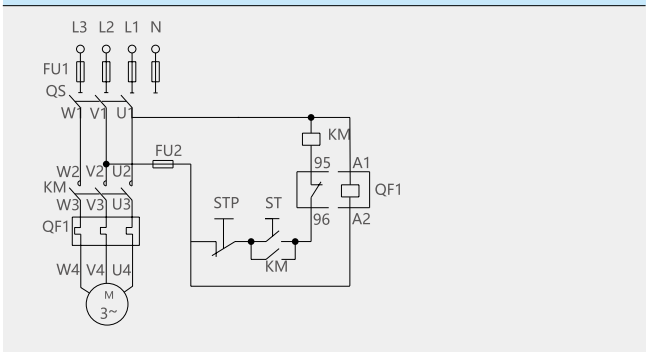 L3 L2 L1 N
FU1
QS
W1 V1 U1
KM
FU2
95 A1
W2 V2 U2
KM
QF1
W3 V3 U3
STP ST
96 A2
QF1
KM
W4 V4 U4
M
3~